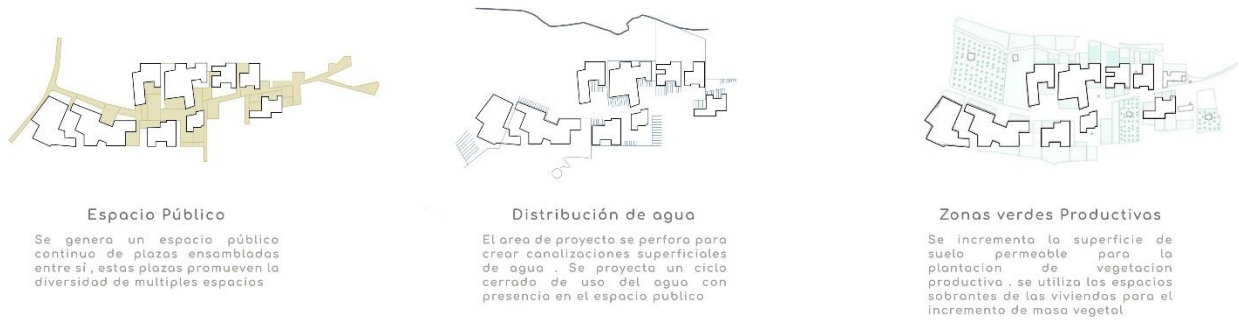 Espacio Público
Se genera un espacio público
continuo de plazas ensambladas
entre sí , estas plazas promueven la
diversidad de multiples espacios
Distribución de agua
El area de proyecto se perfora para
crear canalizaciones superficiales
de agua . Se proyecta un ciclo
cerrado de uso del agua con
presencia en el espacio publico
Zonas verdes Productivas
Se incrementa la superficie de
suelo permeable para la
plantacion de vegetacion
productiva . se utiliza los espacios
sobrantes de las viviendas para el
incremento de masa vegetal